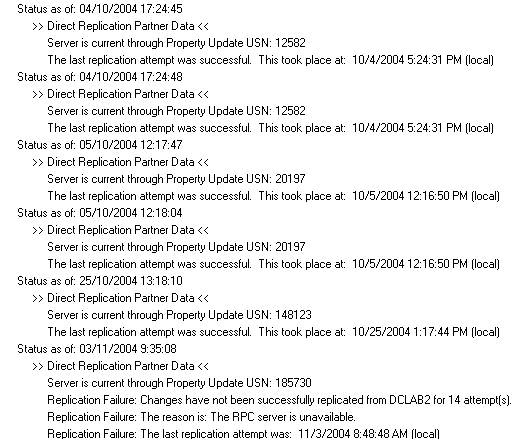 Status as of: 04/10/2004 17:24:45
>> Direct Replication Partner Data <<
Server is current through Property Update USN: 12582
The last replication attempt was successful. This took place at: 10/4/2004 5:24:31 PM (local)
Status as of: 04/10/2004 17:24:48
>> Direct Replication Partner Data <<
Server is current through Property Update USN: 12582
The last replication attempt was successful. This took place at: 10/4/2004 5:24:31 PM (local)
Status as of: 05/10/2004 12:17:47
>> Direct Replication Partner Data <<
Server is current through Property Update USN: 20197
The last replication attempt was successful. This took place at: 10/5/2004 12:16:50 PM (local)
Status as of: 05/10/2004 12:18:04
>> Direct Replication Partner Data <<
Server is current through Property Update USN: 20197
The last replication attempt was successful. This took place at: 10/5/2004 12:16:50 PM (local)
Status as of: 25/10/2004 13:18:10
>> Direct Replication Partner Data <<
Server is current through Property Update USN: 148123
The last replication attempt was successful. This took place at: 10/25/2004 1:17:44 PM (local)
Status as of: 03/11/2004 9:35:08
>> Direct Replication Partner Data <<
Server is current through Property Update USN: 185730
Replication Failure: Changes have not been successfully replicated from DCLAB2 for 14 attempt(s).
Replication Failure: The reason is: The RPC server is unavailable.
Replication Failure: The last replication attempt was: 11/3/2004 8:48:48 AM (local)